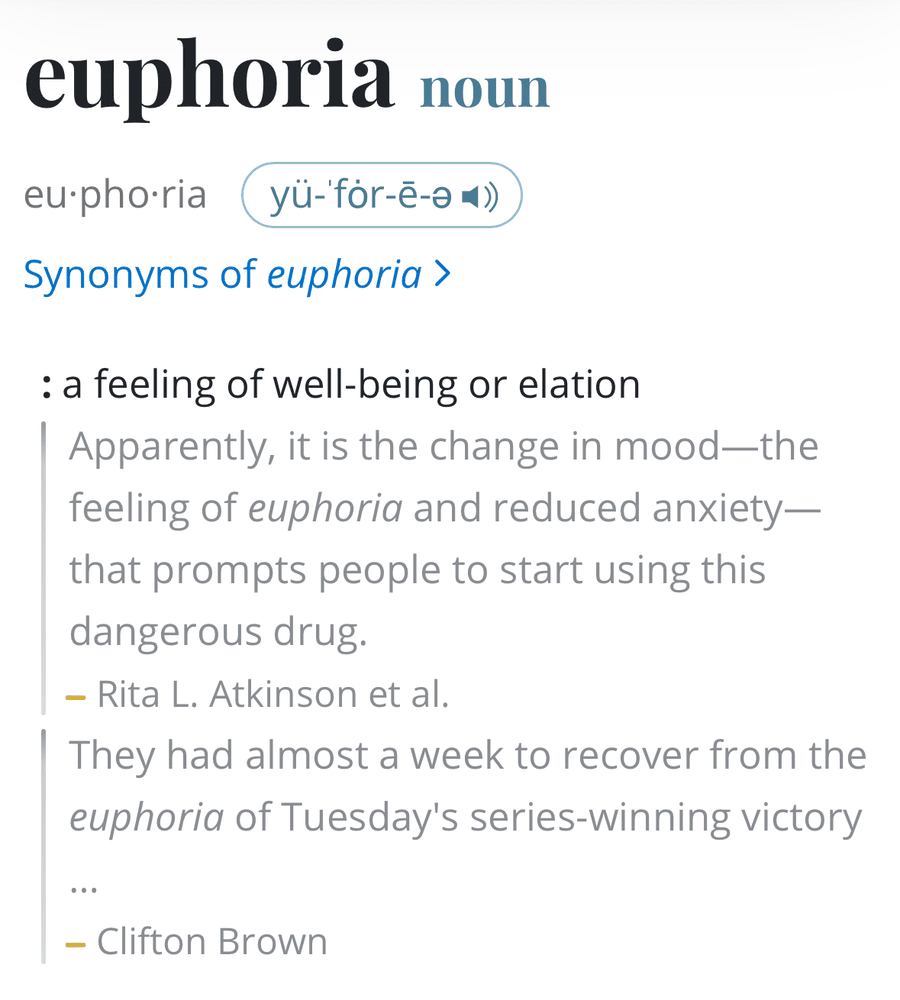 euphoria noun
eu·pho·ria yü-ˈfȯr-ē-ə
Synonyms of euphoria
: a feeling of well-being or elation
Apparently, it is the change in mood—the
feeling of euphoria and reduced anxiety—
that prompts people to start using this
dangerous drug.
– Rita L. Atkinson et al.
They had almost a week to recover from the
euphoria of Tuesday's series-winning victory
…
– Clifton Brown